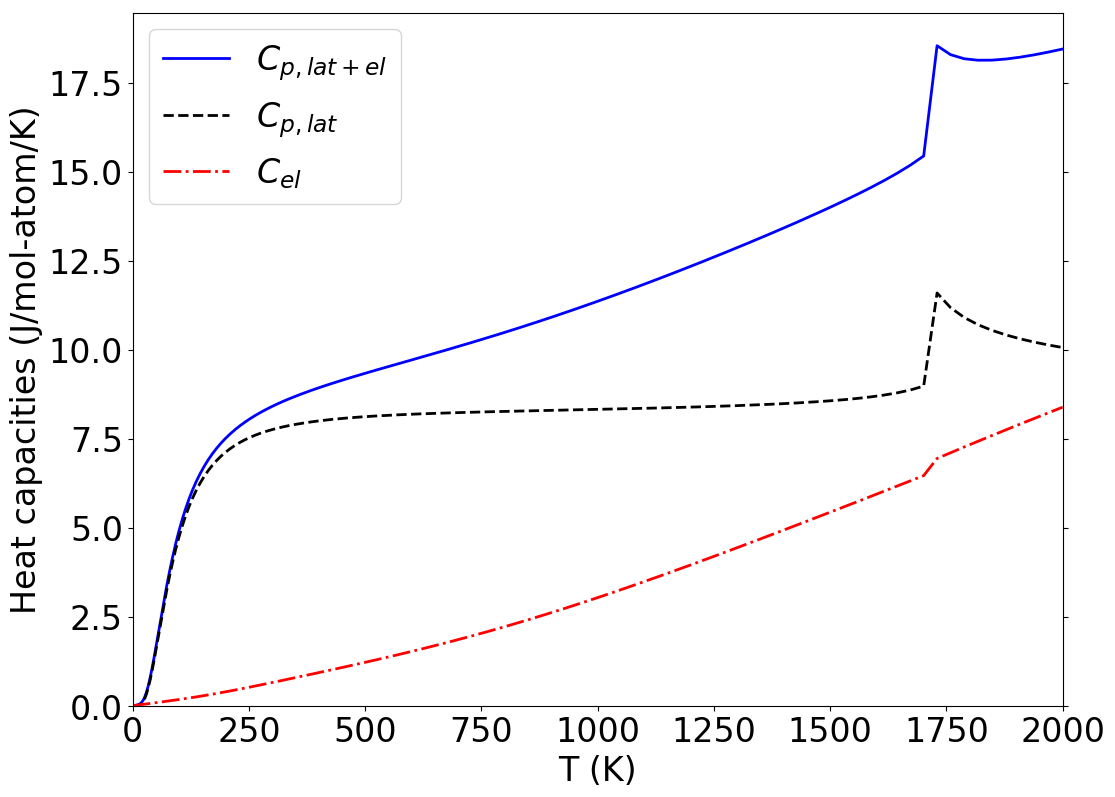 C_{p, lat+el}
C_{p, lat}
C_{el}
Heat capacities (J/mol-atom/K)
17.5
15.0
12.5
10.0
7.5
5.0
2.5
0.0
0 250 500 750 1000 1250 1500 1750 2000
T (K)